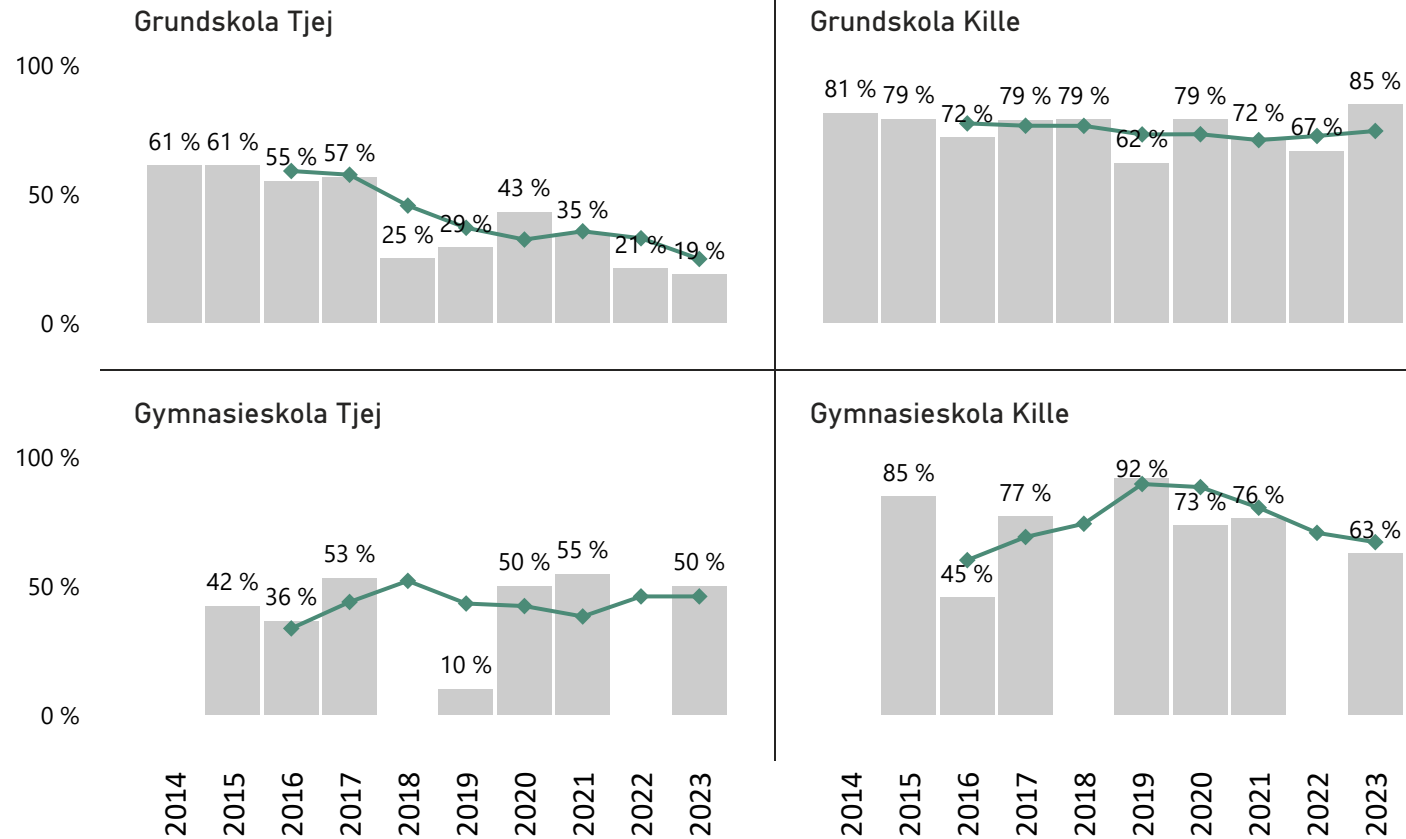 Grundskola Tjej
Grundskola Kille
100 %
50 %
0 %
61 % 61 % 55 % 57 % 25 % 29 % 43 % 35 % 21 % 19 %
81 % 79 % 72 % 79 % 79 % 62 % 79 % 72 % 67 % 85 %
Gymnasieskola Tjej
Gymnasieskola Kille
100 %
50 %
0 %
42 % 36 % 53 % 10 % 50 % 55 % 50 %
85 % 45 % 77 % 92 % 73 % 76 % 63 %
2014 2015 2016 2017 2018 2019 2020 2021 2022 2023
2014 2015 2016 2017 2018 2019 2020 2021 2022 2023